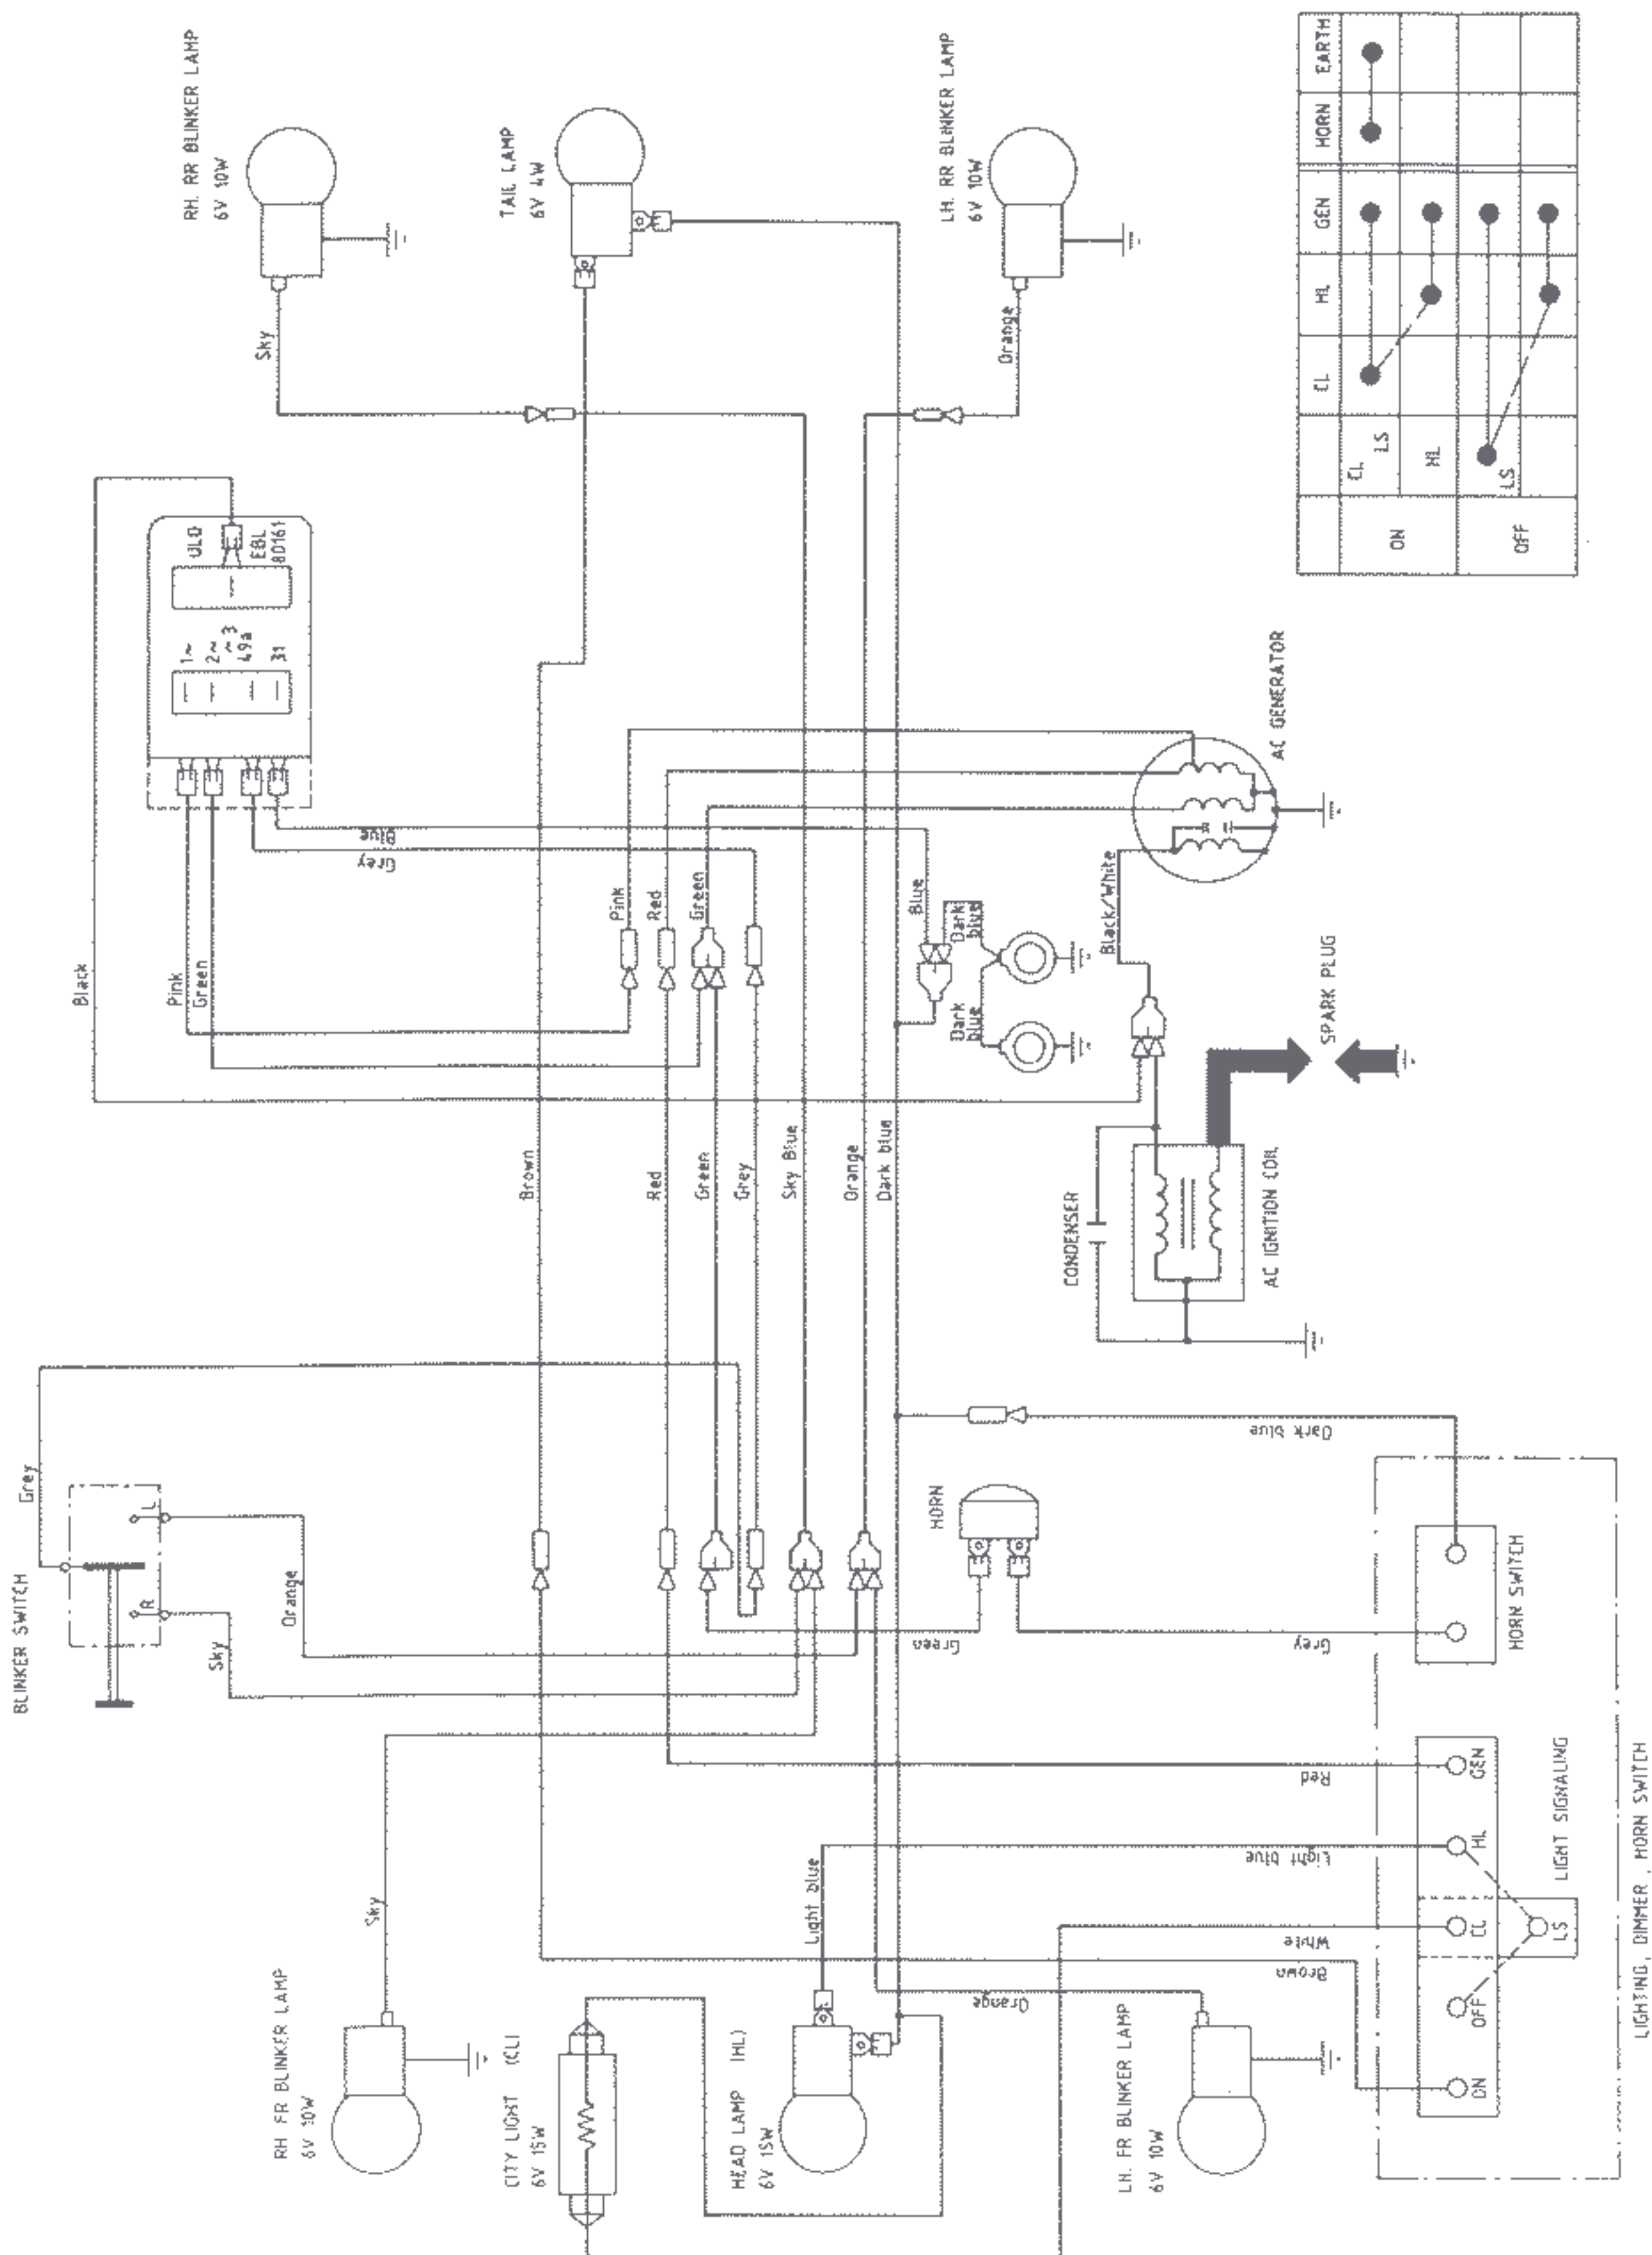 RH. RR BLINKER LAMP
6V 10W
TAIL LAMP
6V 4W
LH. RR BLINKER LAMP
6V 10W
Sky
Orange
EARTH
HORN
GEN
HL
CL
CL
LS
HL
LS
ON
OFF
ULO
EBL
80161
1~
2~
~3
49a
31
Blue
Grey
AC GENERATOR
Black
Pink
Green
Pink
Red
Green
Blue
Dark
blue
Dark
blue
Black/White
SPARK PLUG
Brown
Red
Green
Grey
Sky Blue
Orange
Dark blue
CONDENSER
AC IGNITION COIL
BLINKER SWITCH
Grey
L
R
Sky
Orange
HORN
Green
Grey
Dark blue
HORN SWITCH
Red
Light blue
Light blue
White
Brown
Orange
Sky
GEN
HL
CL
OFF
ON
LS
LIGHT SIGNALING
LIGHTING, DIMMER , HORN SWITCH
RH FR BLINKER LAMP
6V 10W
CITY LIGHT (CL)
6V 15W
HEAD LAMP (HL)
6V 15W
LH. FR BLINKER LAMP
6V 10W